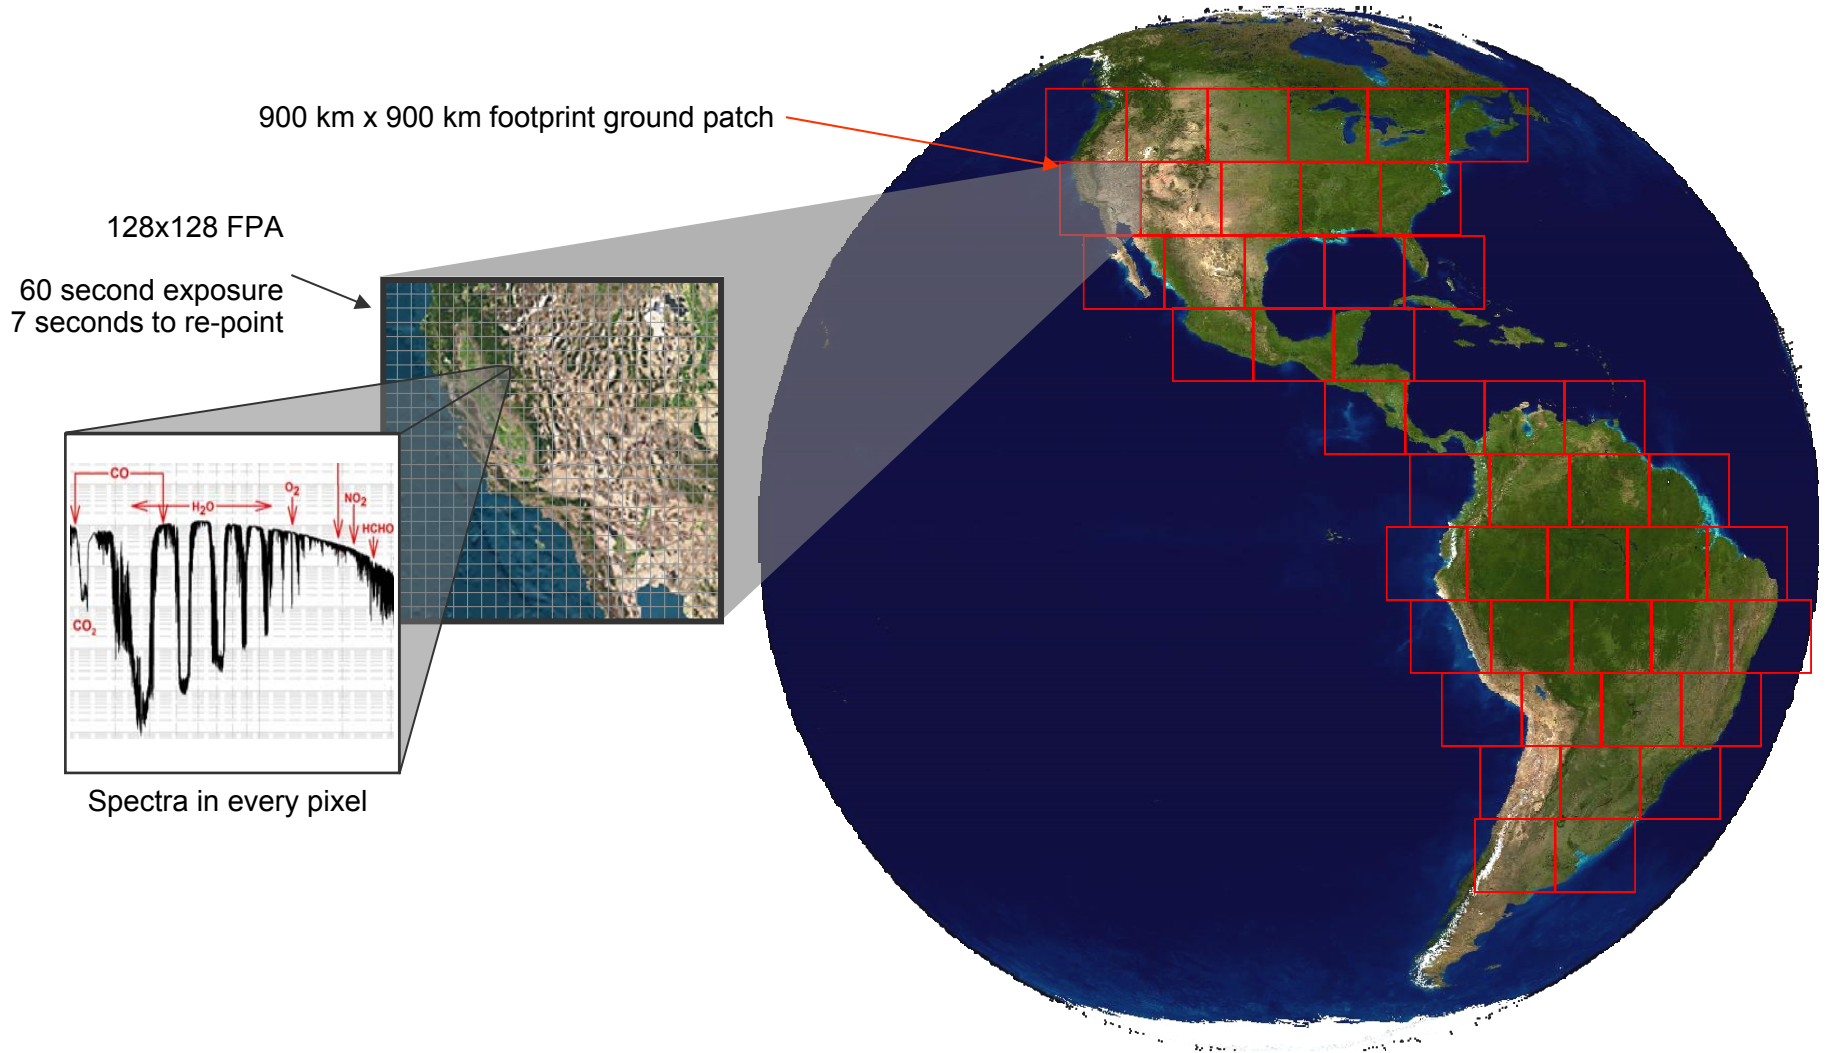 900 km x 900 km footprint ground patch
128x128 FPA
60 second exposure
7 seconds to re-point
CO
H2O
O2
NO2
HCHO
CO2
Spectra in every pixel